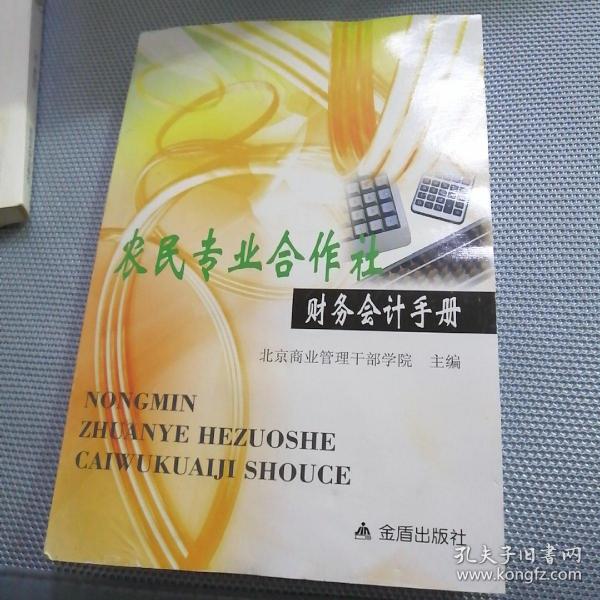 农民专业合作社
财务会计手册
北京商业管理干部学院 主编
NONGMIN
ZHUANYE HEZUOSHE
CAIWUKUAIJI SHOUCE
金盾出版社
孔夫子旧书网
www.kongfz.com